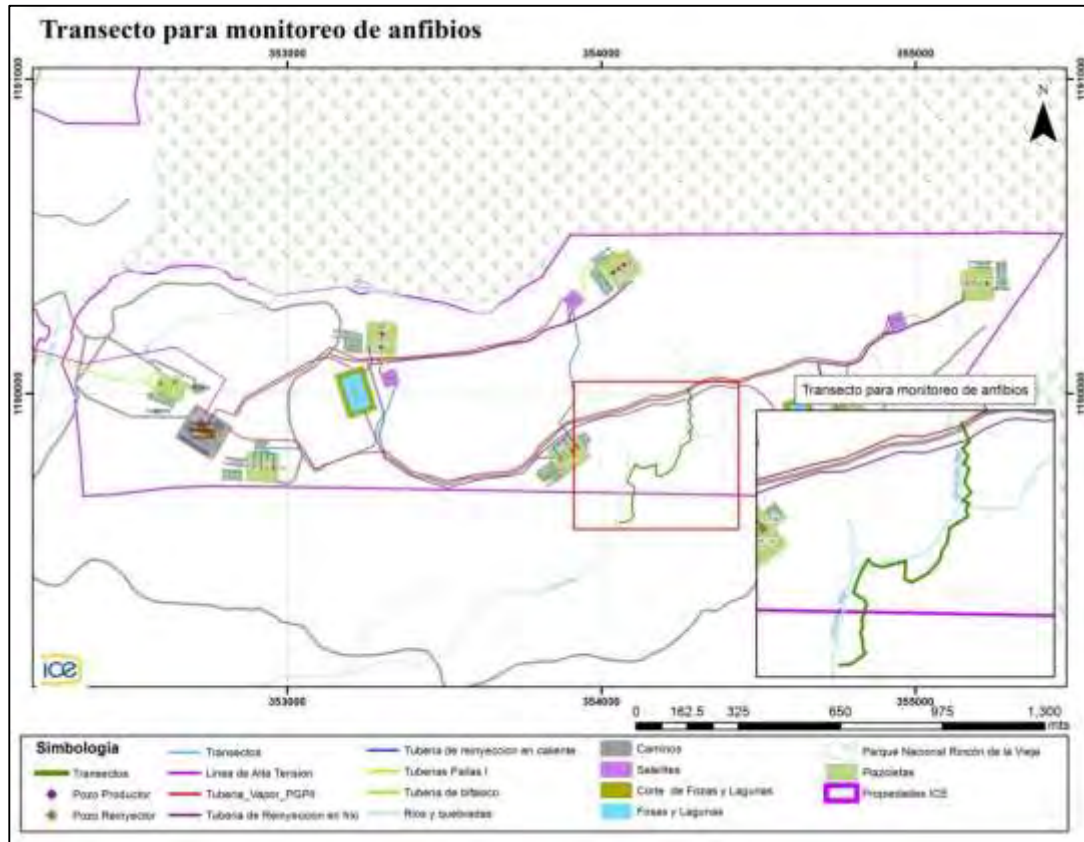 Transecto para monitoreo de anfibios
353000 354000 355000
1191000 1191000
N
1190000 1190000
Transecto para monitoreo de anfibios
ice
353000 354000 355000
0 162.5 325 650 975 1,300
mts
Simbología
Transectos
Pozo Productor
Pozo Reinyector
Transectos
Linea de Alta Tension
Tuberia_Vapor_PGPII
Tuberia de Reinyeccion en frio
Tuberia de reinyeccion en caliente
Tuberias Pailas I
Tuberia de bifasico
Rios y quebradas
Caminos
Satelites
Corte de Fozas y Lagunas
Fosas y Lagunas
Parque Nacional Rincón de la Vieja
Plazoletas
Propiedades ICE